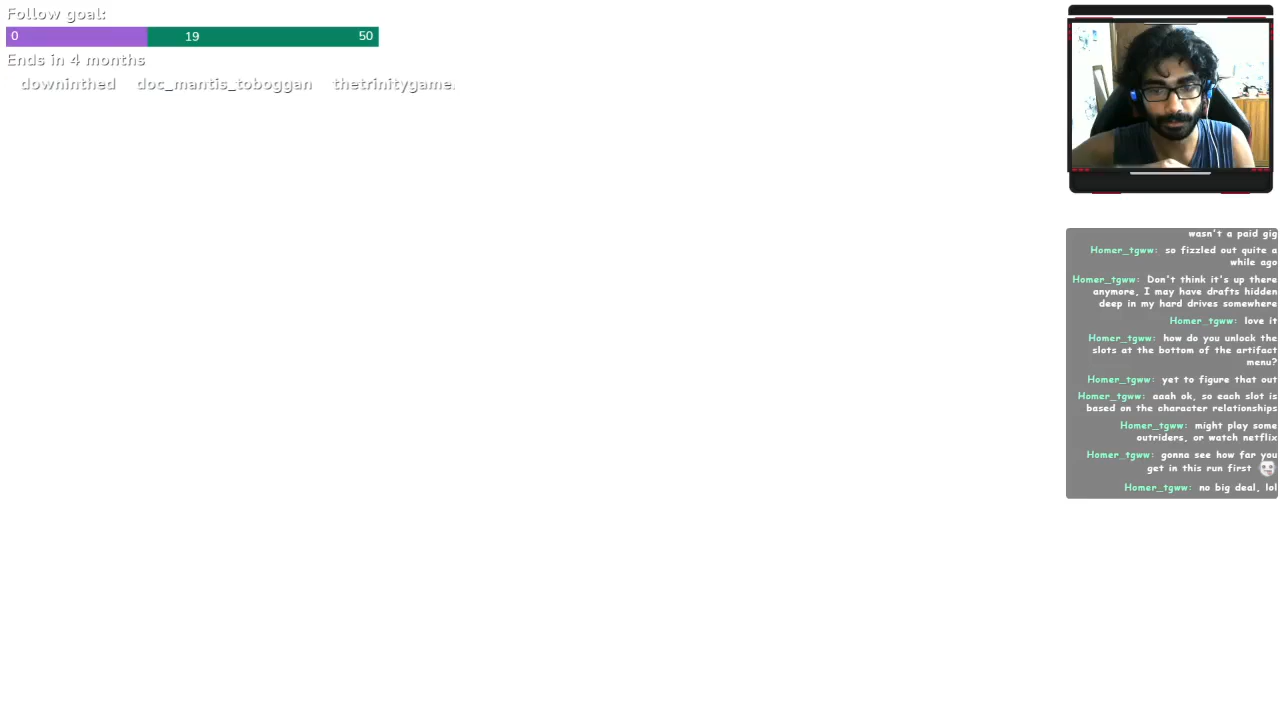 Follow goal:
0 19 50
Ends in 4 months
downinthed doc_mantis_toboggan thetrinitygame.
wasn't a paid gig
Homer_tgww: so fizzled out quite a
while ago
Homer_tgww: Don't think it's up there
anymore, I may have drafts hidden
deep in my hard drives somewhere
Homer_tgww: love it
Homer_tgww: how do you unlock the
slots at the bottom of the artifact
menu?
Homer_tgww: yet to figure that out
Homer_tgww: aaah ok, so each slot is
based on the character relationships
Homer_tgww: might play some
outriders, or watch netflix
Homer_tgww: gonna see how far you
get in this run first
Homer_tgww: no big deal, lol